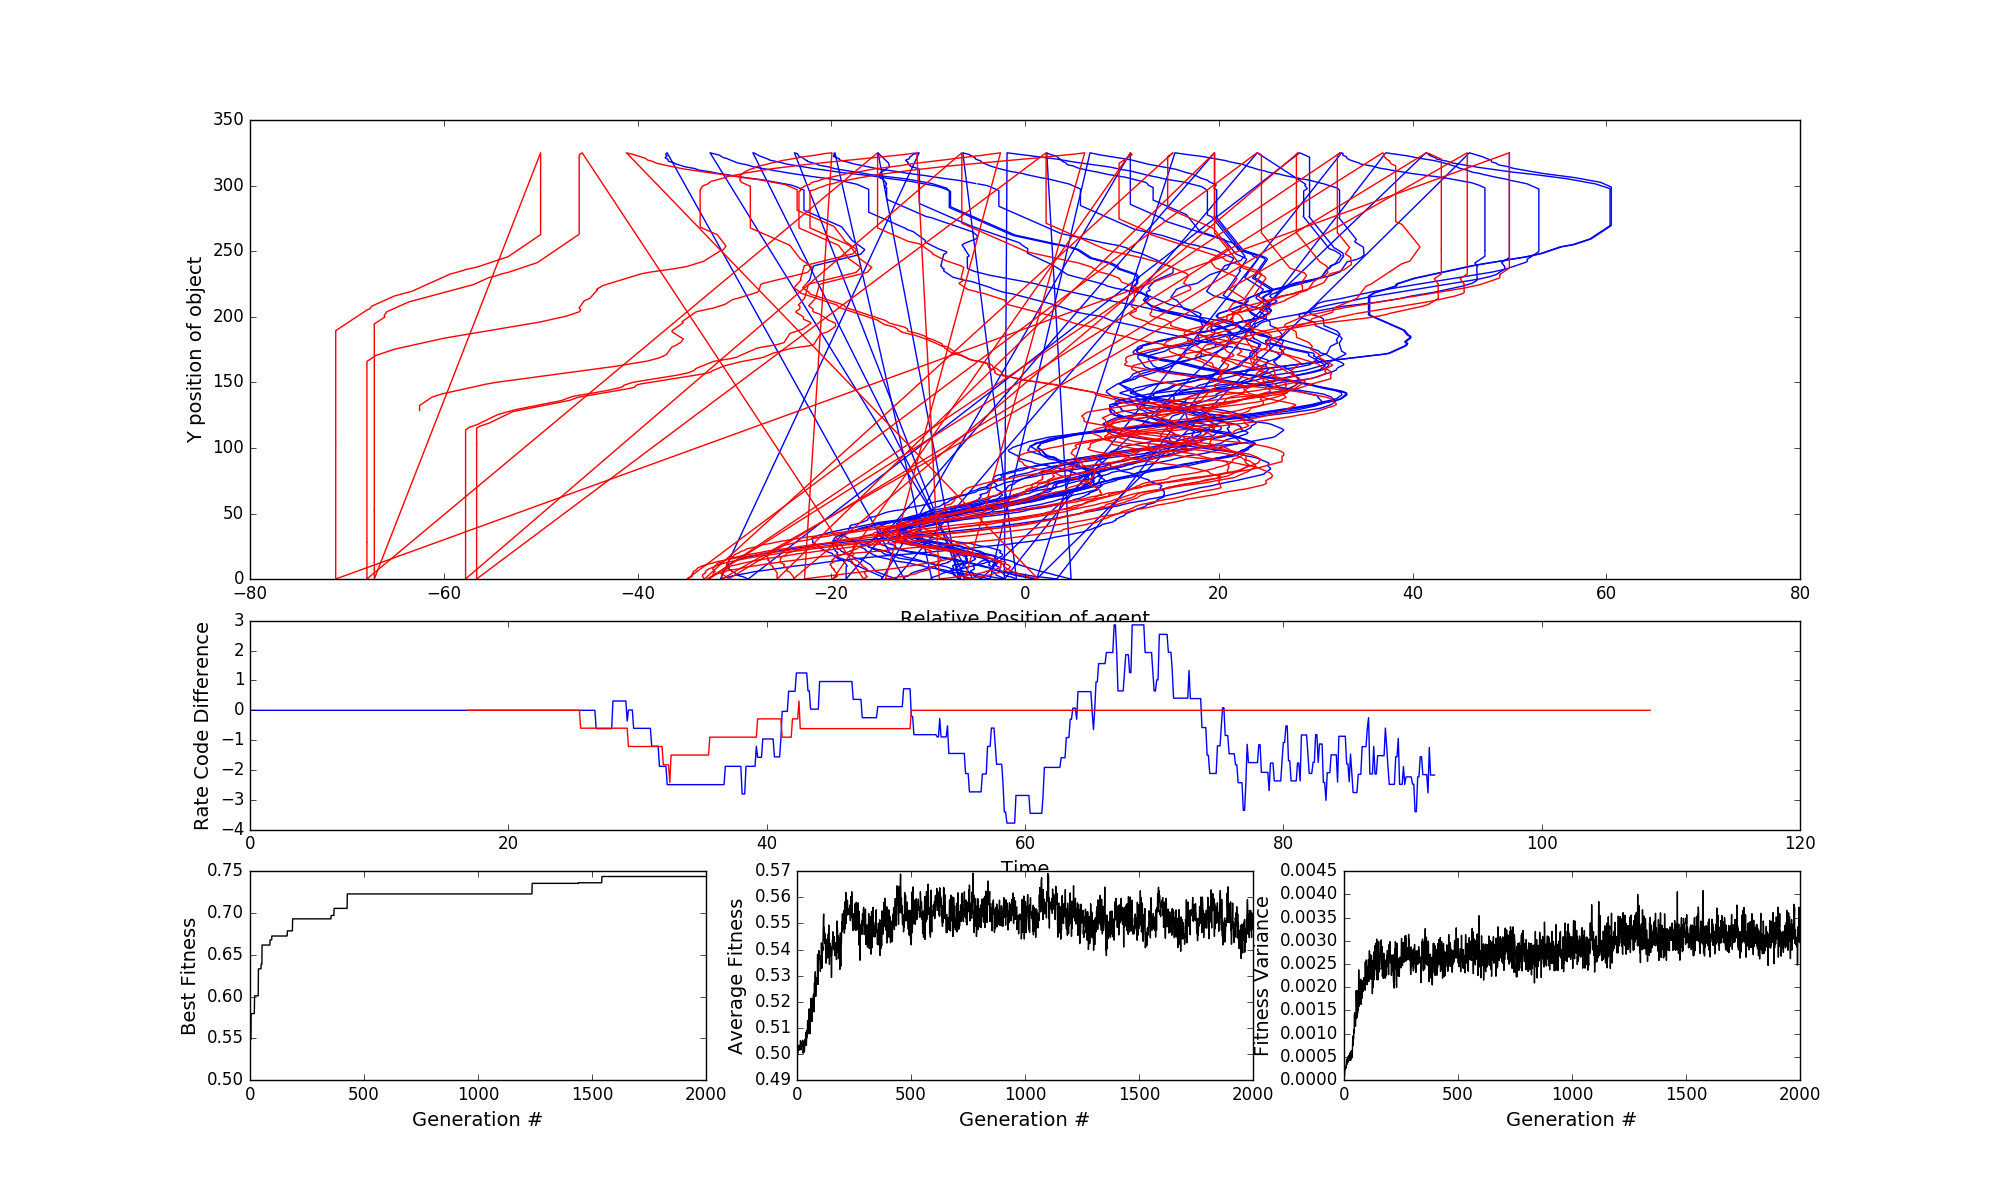 350
300
250
200
150
100
50
0
Y position of object
−80 −60 −40 −20 0 20 40 60 80
Relative Position of agent
3
2
1
0
−1
−2
−3
−4
Rate Code Difference
0 20 40 60 80 100 120
Time
0.75
0.70
0.65
0.60
0.55
0.50
Best Fitness
0 500 1000 1500 2000
Generation #
0.57
0.56
0.55
0.54
0.53
0.52
0.51
0.50
0.49
Average Fitness
0 500 1000 1500 2000
Generation #
0.0045
0.0040
0.0035
0.0030
0.0025
0.0020
0.0015
0.0010
0.0005
0.0000
Fitness Variance
0 500 1000 1500 2000
Generation #